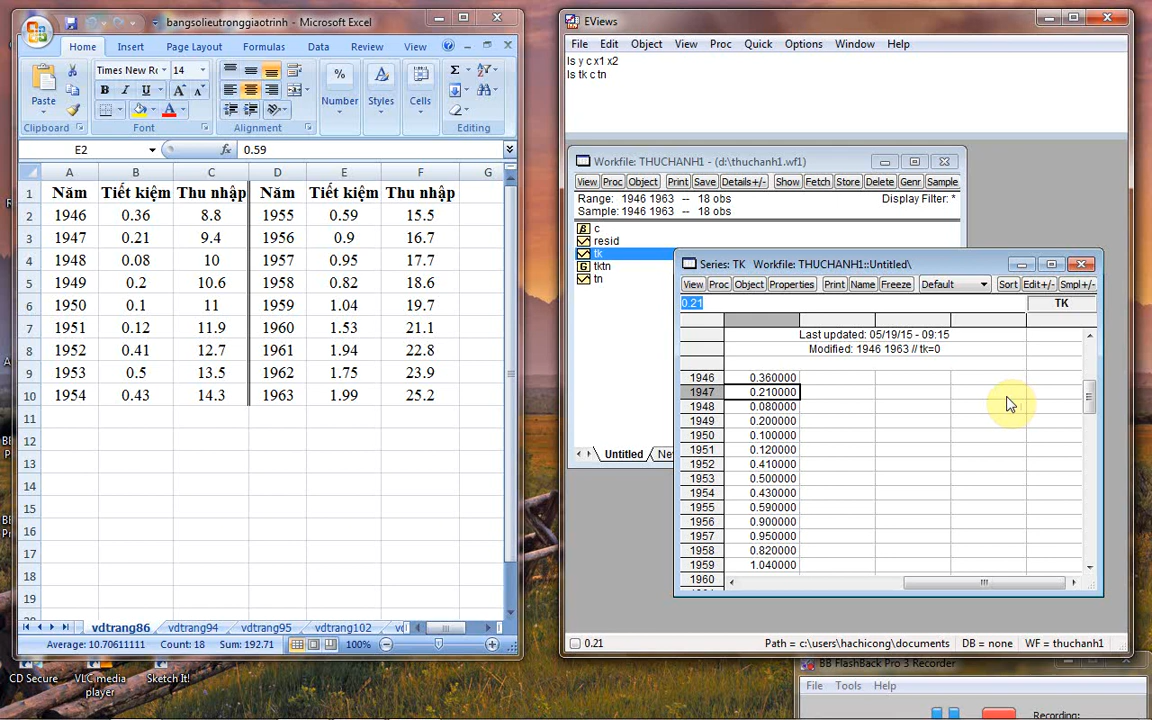 bangsolieutronggiaotrinh - Microsoft Excel
Home Insert Page Layout Formulas Data Review View
Times New Ro 14
Paste B I U A A Number Styles Cells
Clipboard Font Alignment Editing
E2 fx 0.59
A B C D E F G
1 Năm Tiết kiệm Thu nhập Năm Tiết kiệm Thu nhập
2 1946 0.36 8.8 1955 0.59 15.5
3 1947 0.21 9.4 1956 0.9 16.7
4 1948 0.08 10 1957 0.95 17.7
5 1949 0.2 10.6 1958 0.82 18.6
6 1950 0.1 11 1959 1.04 19.7
7 1951 0.12 11.9 1960 1.53 21.1
8 1952 0.41 12.7 1961 1.94 22.8
9 1953 0.5 13.5 1962 1.75 23.9
10 1954 0.43 14.3 1963 1.99 25.2
11
12
13
14
15
16
17
18
19
vdtrang86 vdtrang94 vdtrang95 vdtrang102
Average: 10.70611111 Count: 18 Sum: 192.71 100%
EViews
File Edit Object View Proc Quick Options Window Help
ls y c x1 x2
ls tk c tn
Workfile: THUCHANH1 - (d:\thuchanh1.wf1)
View Proc Object Print Save Details+/- Show Fetch Store Delete Genr Sample
Range: 1946 1963 -- 18 obs Display Filter: *
Sample: 1946 1963 -- 18 obs
c
resid
tk
tktn
tn
Untitled
Series: TK Workfile: THUCHANH1::Untitled\
View Proc Object Properties Print Name Freeze Default Sort Edit+/- Smpl+/-
0.21 TK
Last updated: 05/19/15 - 09:15
Modified: 1946 1963 // tk=0
1946 0.360000
1947 0.210000
1948 0.080000
1949 0.200000
1950 0.100000
1951 0.120000
1952 0.410000
1953 0.500000
1954 0.430000
1955 0.590000
1956 0.900000
1957 0.950000
1958 0.820000
1959 1.040000
1960
0.21 Path = c:\users\hachicong\documents DB = none WF = thuchanh1
CD Secure VLC media player Sketch It!
BB FlashBack Pro 3 Recorder
File Tools Help
Recording: